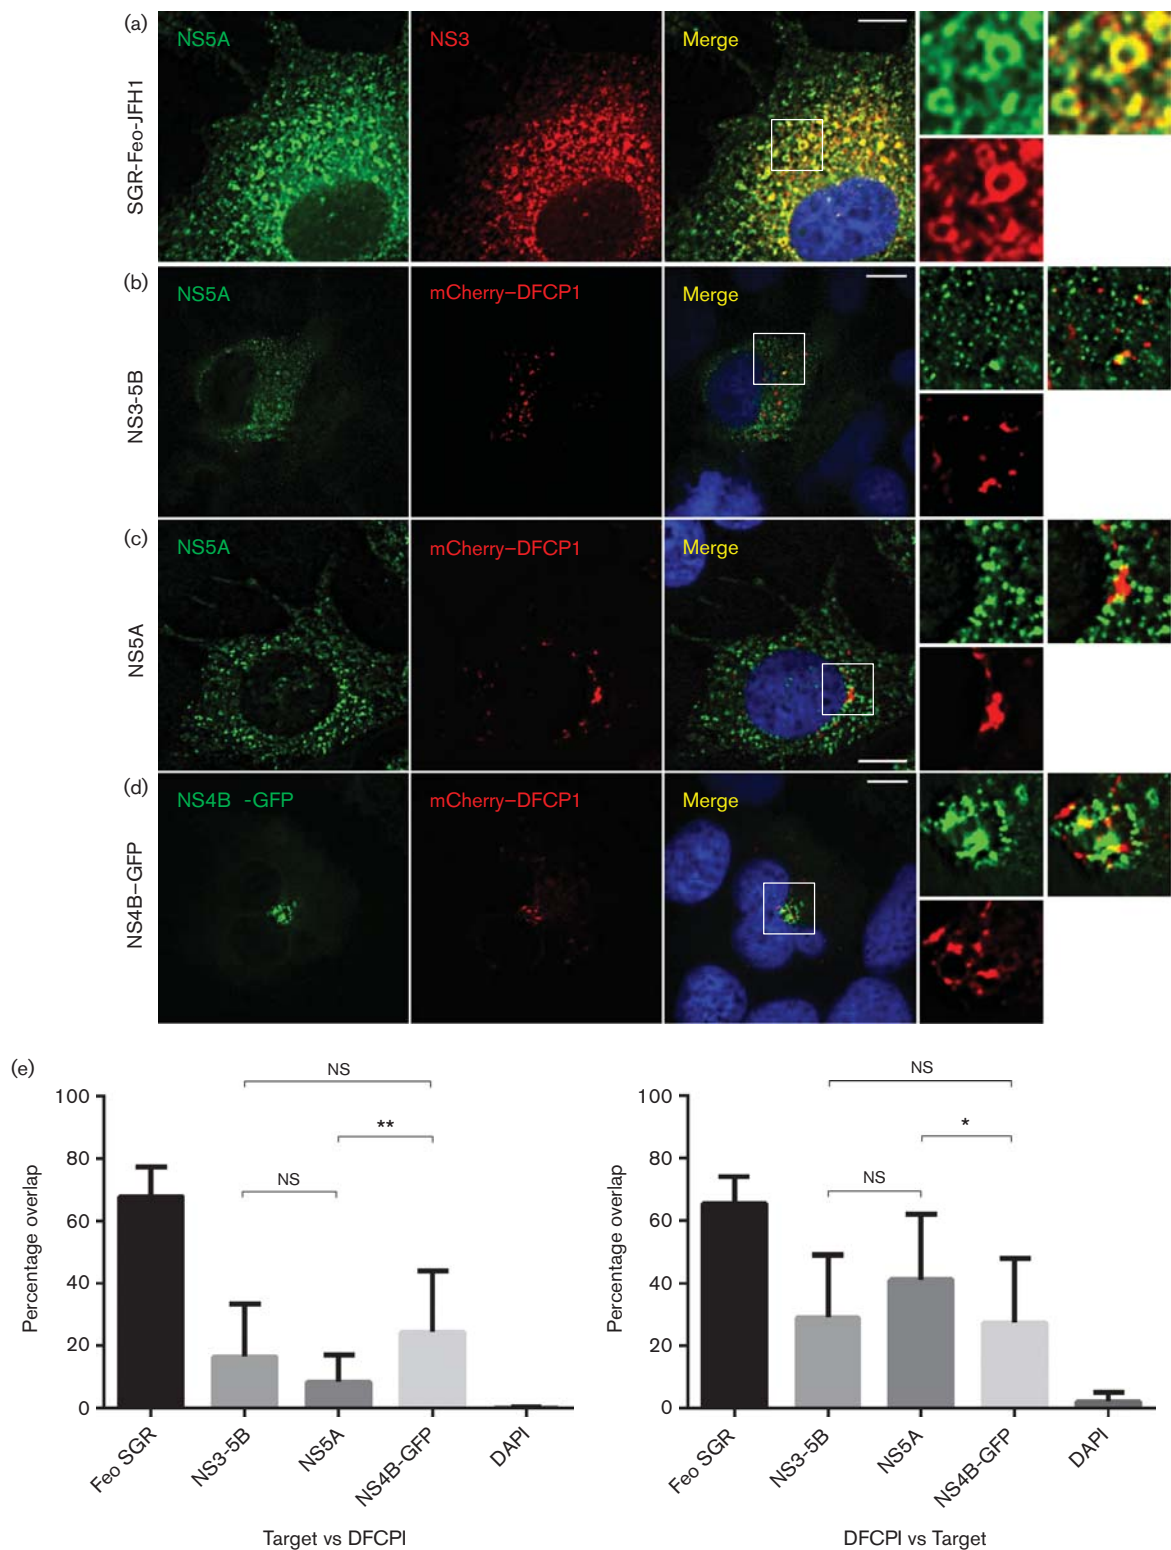 (a)
SGR-Feo-JFH1
NS5A
NS3
Merge
(b)
NS3-5B
NS5A
mCherry–DFCP1
Merge
(c)
NS5A
NS5A
mCherry–DFCP1
Merge
(d)
NS4B–GFP
NS4B -GFP
mCherry–DFCP1
Merge
(e)
Percentage overlap
100
80
60
40
20
0
NS
**
NS
Feo SGR
NS3-5B
NS5A
NS4B-GFP
DAPI
Target vs DFCPI
Percentage overlap
100
80
60
40
20
0
NS
*
NS
Feo SGR
NS3-5B
NS5A
NS4B-GFP
DAPI
DFCPI vs Target